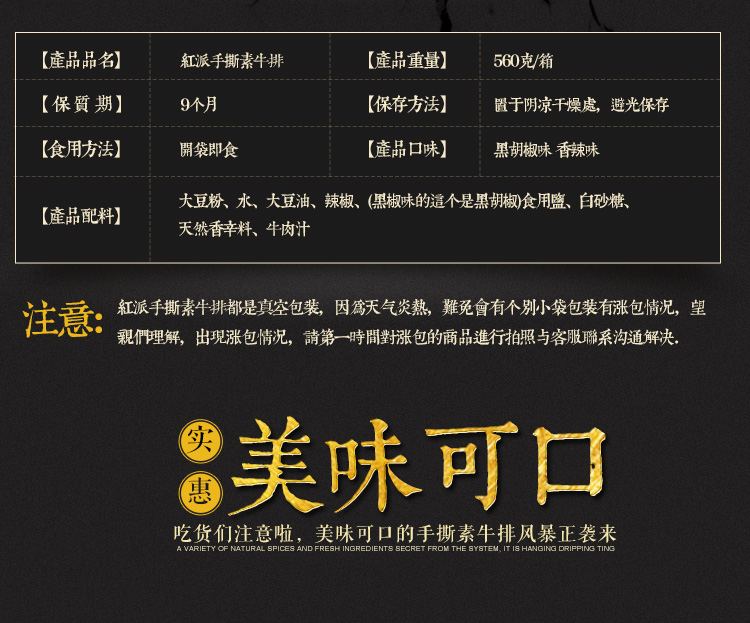 【產品品名】 紅派手撕素牛排 【產品重量】 560克/箱
【保質期】 9个月 【保存方法】 置于阴凉干燥處，避光保存
【食用方法】 開袋即食 【產品口味】 黑胡椒味 香辣味
【產品配料】 大豆粉、水、大豆油、辣椒、(黑椒味的這个是黑胡椒)食用鹽、白砂糖、
天然香辛料、牛肉汁
注意: 紅派手撕素牛排都是真空包装，因爲天气炎熱，難免會有个别小袋包装有涨包情况，望
親們理解，出現涨包情况，請第一時間對涨包的商品進行拍照与客服聯系沟通解决.
实惠
美味可口
吃货们注意啦，美味可口的手撕素牛排风暴正袭来
A VARIETY OF NATURAL SPICES AND FRESH INGREDIENTS SECRET FROM THE SYSTEM, IT IS HANGING DRIPPING TING